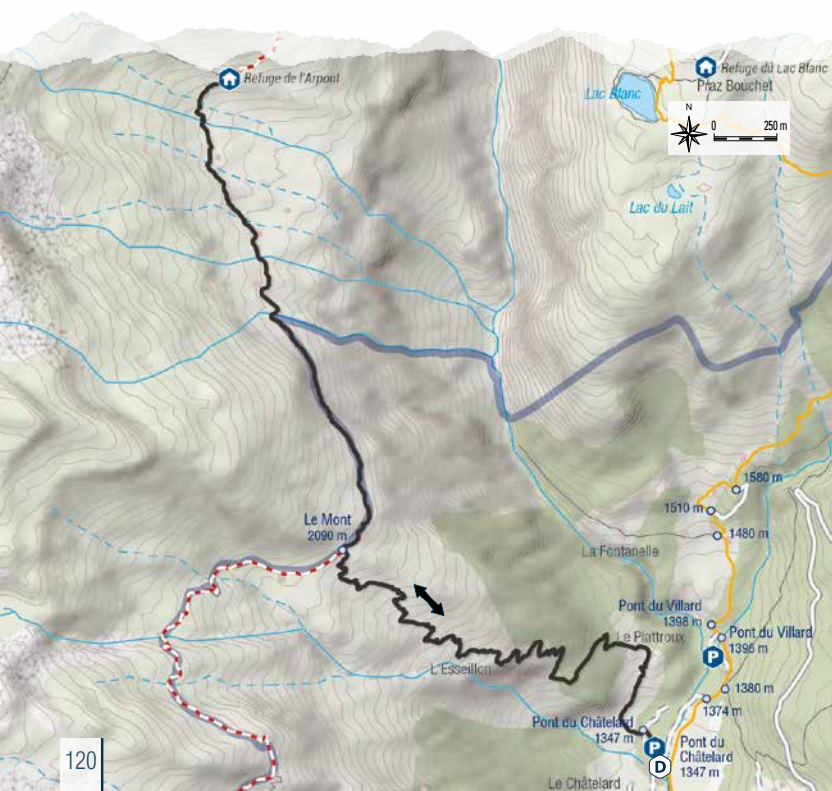 Refuge de l'Arpont
Refuge du Lac Blanc
Praz Bouchet
Lac Blanc
N
0 250 m
Lac du Lait
1580 m
1510 m
1480 m
Le Mont
2090 m
La Fontanelle
Pont du Villard
1398 m
Pont du Villard
1396 m
Le Plattroux
P
L'Esseillon
1380 m
1374 m
Pont du Châtelard
1347 m
P
D
Pont du
Châtelard
1347 m
Le Châtelard
120